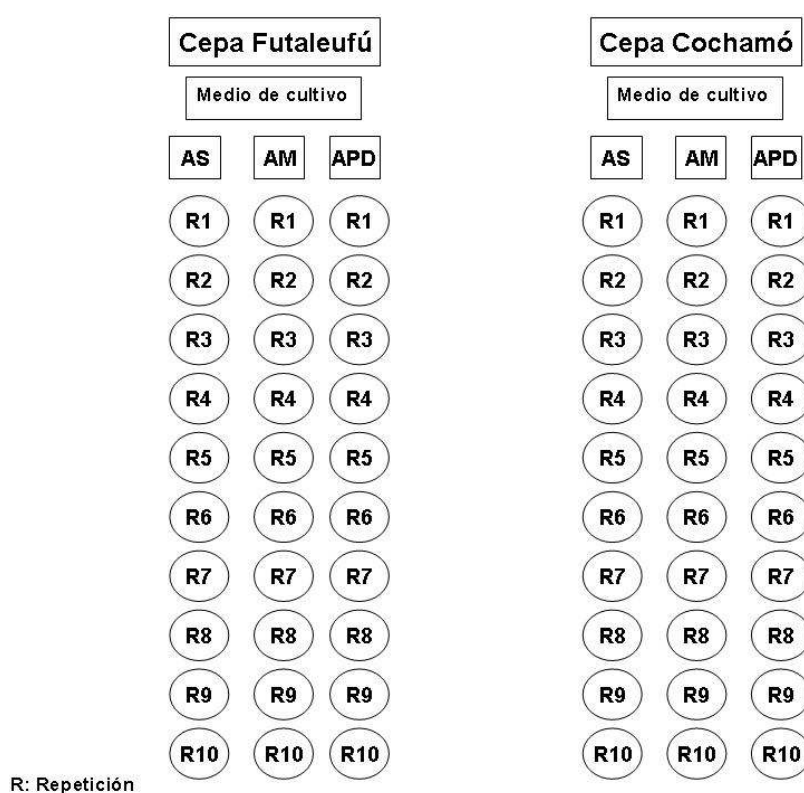 Cepa Futaleufú Cepa Cochamó
Medio de cultivo Medio de cultivo
AS AM APD AS AM APD
R1 R1 R1 R1 R1 R1
R2 R2 R2 R2 R2 R2
R3 R3 R3 R3 R3 R3
R4 R4 R4 R4 R4 R4
R5 R5 R5 R5 R5 R5
R6 R6 R6 R6 R6 R6
R7 R7 R7 R7 R7 R7
R8 R8 R8 R8 R8 R8
R9 R9 R9 R9 R9 R9
R10 R10 R10 R10 R10 R10
R: Repetición